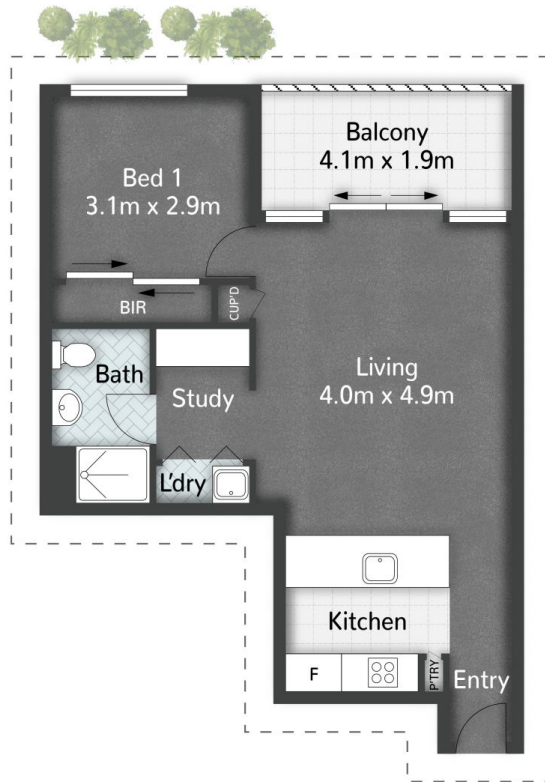 Balcony
4.1m x 1.9m
Bed 1
3.1m x 2.9m
BIR
CUP'D
Bath
Study
Living
4.0m x 4.9m
L'dry
Kitchen
F
P'TRY
Entry